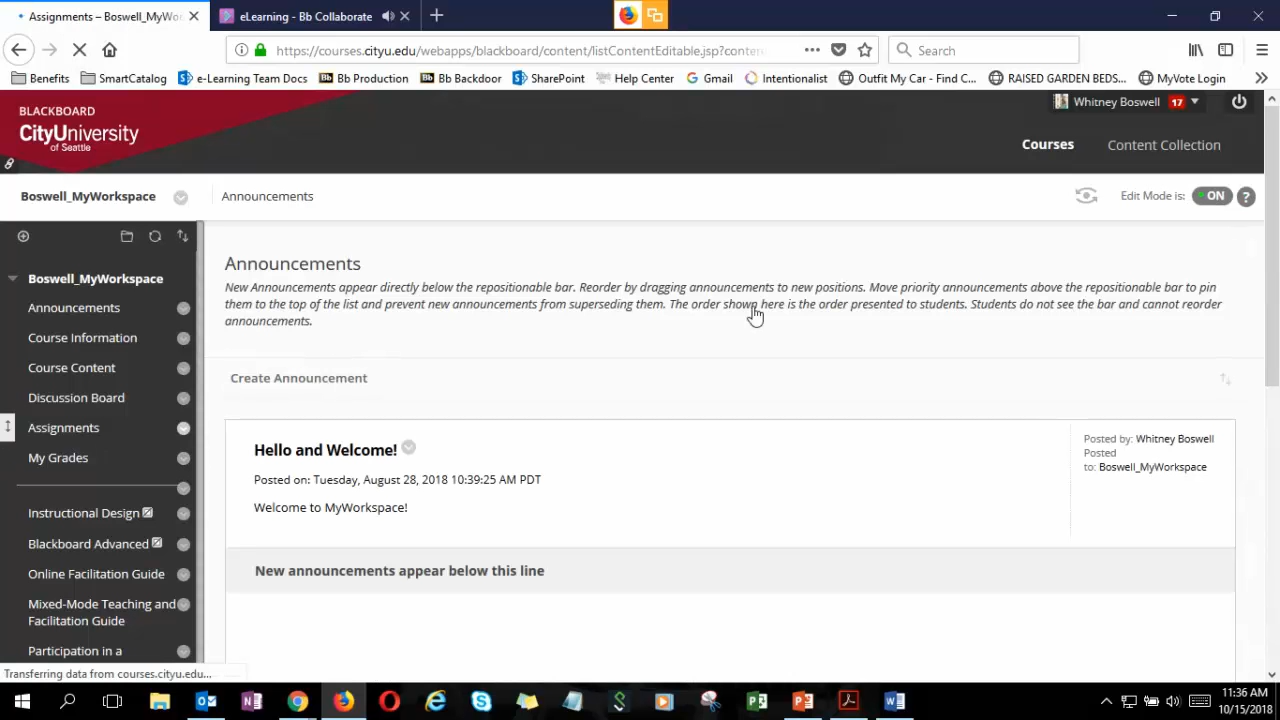 Assignments – Boswell_MyWo
eLearning - Bb Collaborate
https://courses.cityu.edu/webapps/blackboard/content/listContentEditable.jsp?conten
Search
Benefits
SmartCatalog
e-Learning Team Docs
Bb Production
Bb Backdoor
SharePoint
Help Center
Gmail
Intentionalist
Outfit My Car - Find C...
RAISED GARDEN BEDS...
MyVote Login
BLACKBOARD
CityUniversity
of Seattle
Whitney Boswell 17
Courses
Content Collection
Boswell_MyWorkspace
Announcements
Edit Mode is: ON ?
Boswell_MyWorkspace
Announcements
Course Information
Course Content
Discussion Board
Assignments
My Grades
Instructional Design
Blackboard Advanced
Online Facilitation Guide
Mixed-Mode Teaching and
Facilitation Guide
Participation in a
Announcements
New Announcements appear directly below the repositionable bar. Reorder by dragging announcements to new positions. Move priority announcements above the repositionable bar to pin
them to the top of the list and prevent new announcements from superseding them. The order shown here is the order presented to students. Students do not see the bar and cannot reorder
announcements.
Create Announcement
Hello and Welcome!
Posted on: Tuesday, August 28, 2018 10:39:25 AM PDT
Welcome to MyWorkspace!
Posted by: Whitney Boswell
Posted
to: Boswell_MyWorkspace
New announcements appear below this line
Transferring data from courses.cityu.edu...
11:36 AM
10/15/2018